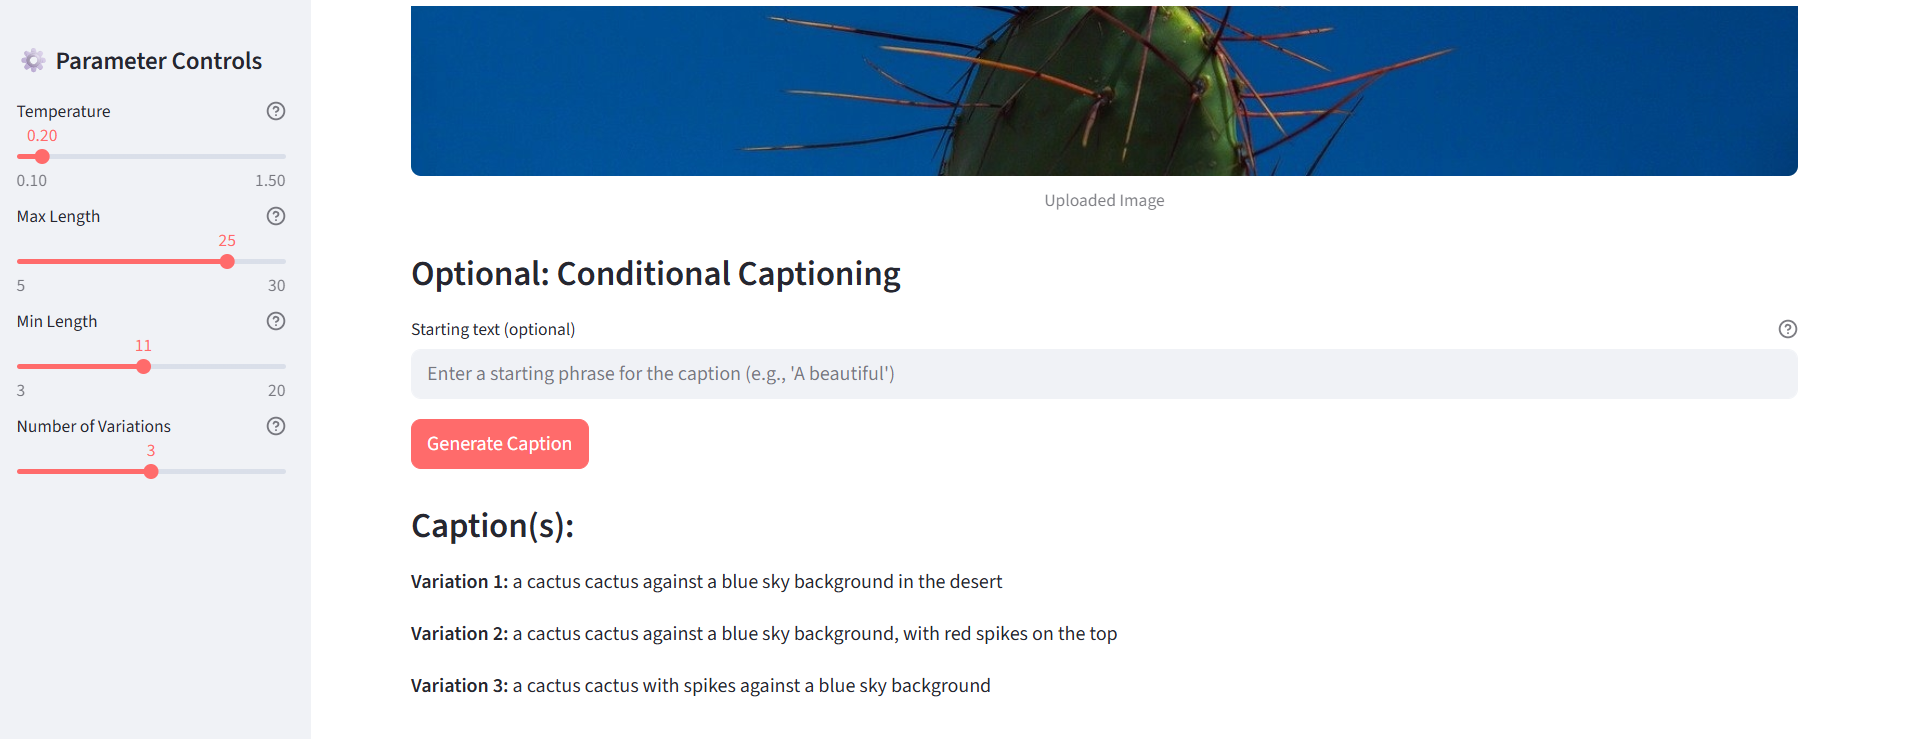 Parameter Controls
Temperature
0.20
0.10 1.50
Max Length
25
5 30
Min Length
11
3 20
Number of Variations
3
Uploaded Image
Optional: Conditional Captioning
Starting text (optional)
Enter a starting phrase for the caption (e.g., 'A beautiful')
Generate Caption
Caption(s):
Variation 1: a cactus cactus against a blue sky background in the desert
Variation 2: a cactus cactus against a blue sky background, with red spikes on the top
Variation 3: a cactus cactus with spikes against a blue sky background